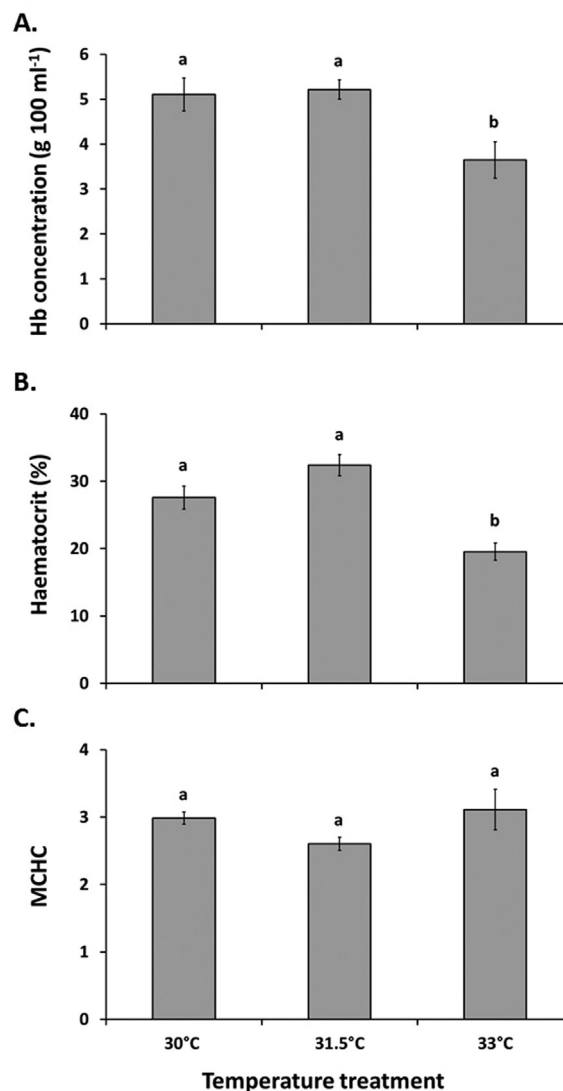 A.
Hb concentration (g 100 ml⁻¹)
6
5
4
3
2
1
0
a
a
b
B.
Haematocrit (%)
40
30
20
10
0
a
a
b
C.
MCHC
4
3
2
1
0
a
a
a
30°C
31.5°C
33°C
Temperature treatment